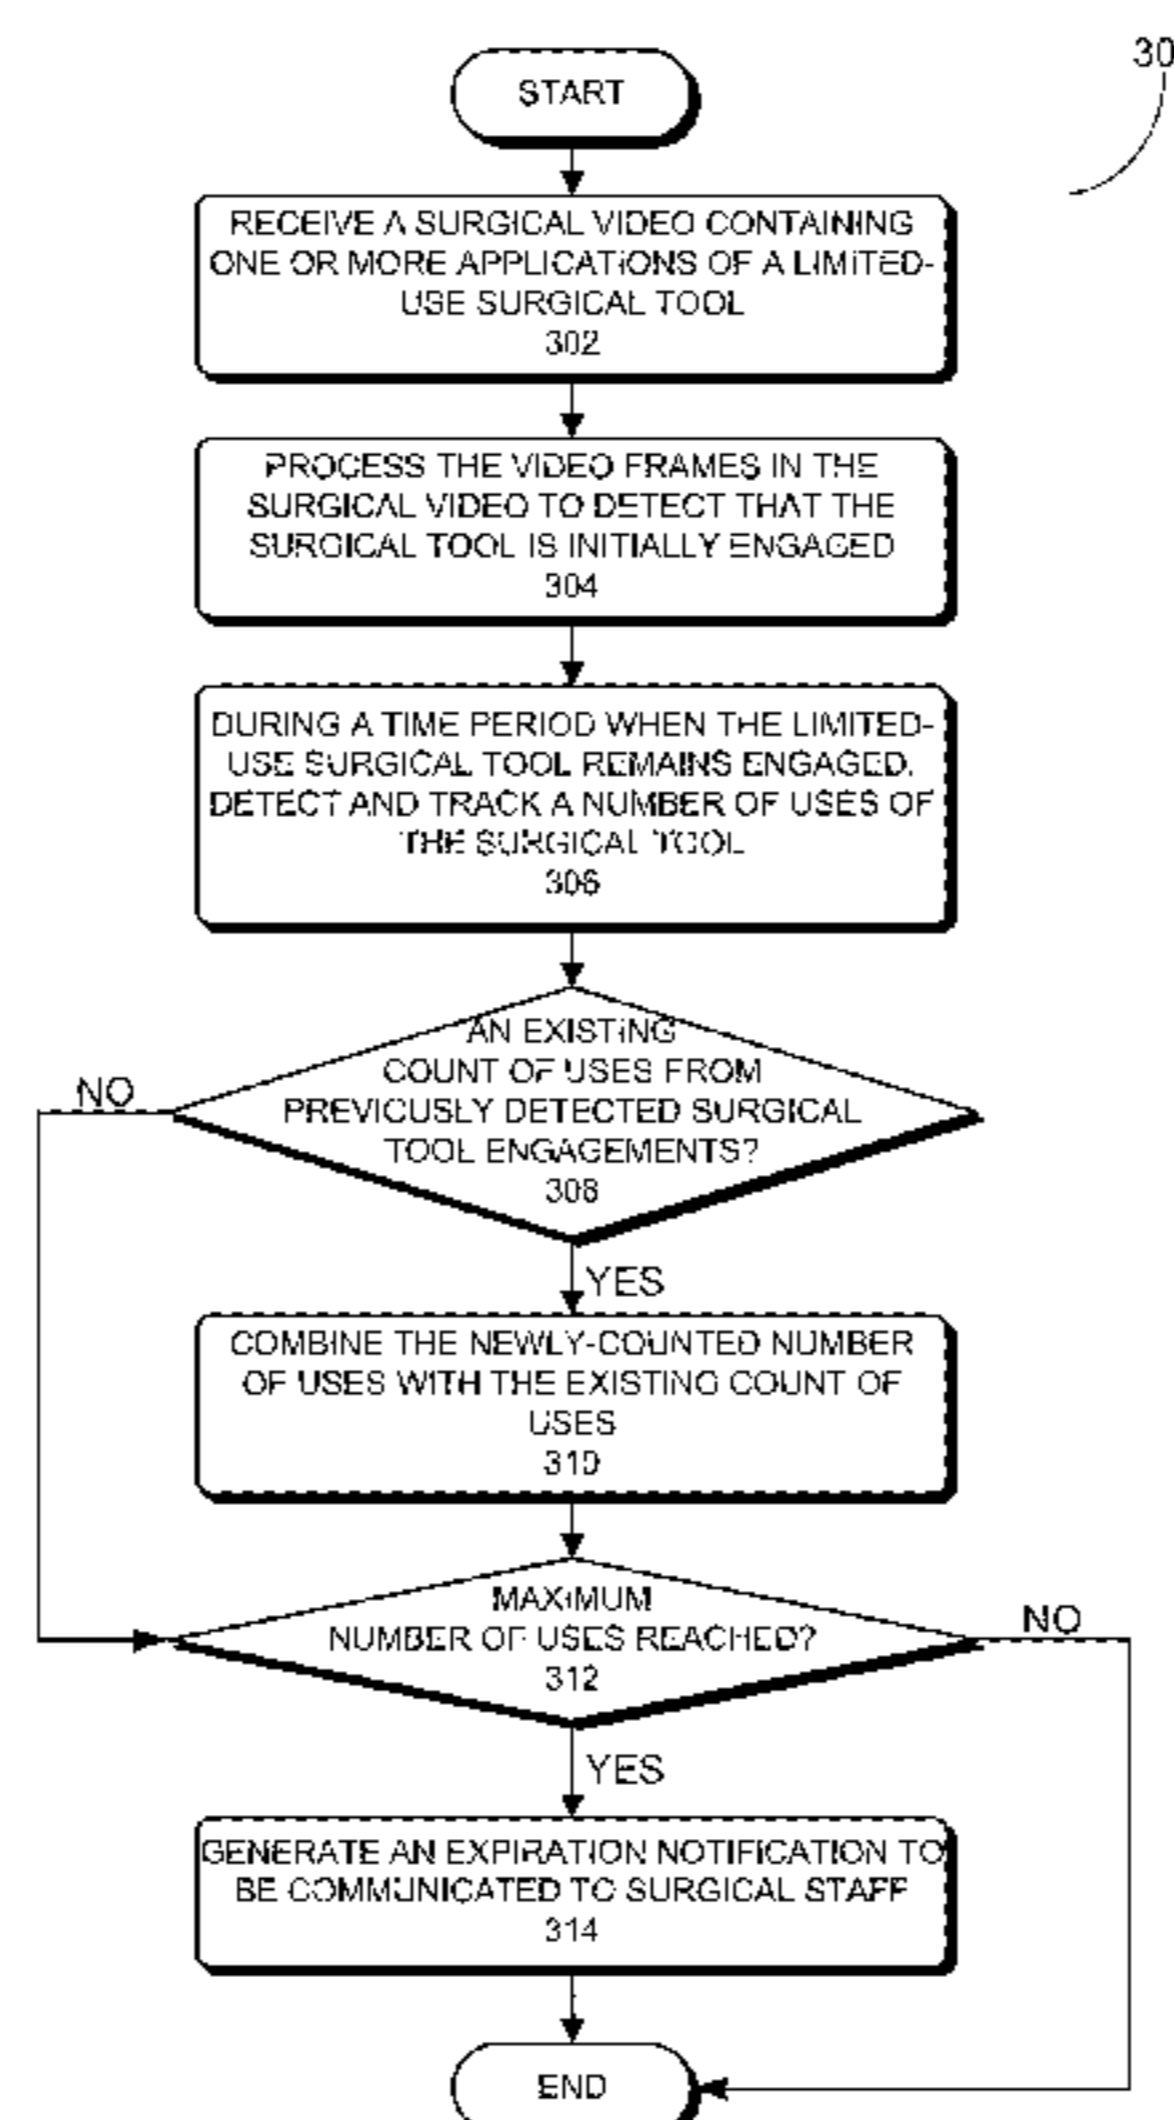 30
START
RECEIVE A SURGICAL VIDEO CONTAINING
ONE OR MORE APPLICATIONS OF A LIMITED-
USE SURGICAL TOOL
302
PROCESS THE VIDEO FRAMES IN THE
SURGICAL VIDEO TO DETECT THAT THE
SURGICAL TOOL IS INITIALLY ENGAGED
304
DURING A TIME PERIOD WHEN THE LIMITED-
USE SURGICAL TOOL REMAINS ENGAGED,
DETECT AND TRACK A NUMBER OF USES OF
THE SURGICAL TOOL
306
AN EXISTING
COUNT OF USES FROM
PREVIOUSLY DETECTED SURGICAL
TOOL ENGAGEMENTS?
308
NO
YES
COMBINE THE NEWLY-COUNTED NUMBER
OF USES WITH THE EXISTING COUNT OF
USES
310
MAXIMUM
NUMBER OF USES REACHED?
312
NO
YES
GENERATE AN EXPIRATION NOTIFICATION TO
BE COMMUNICATED TO SURGICAL STAFF
314
END